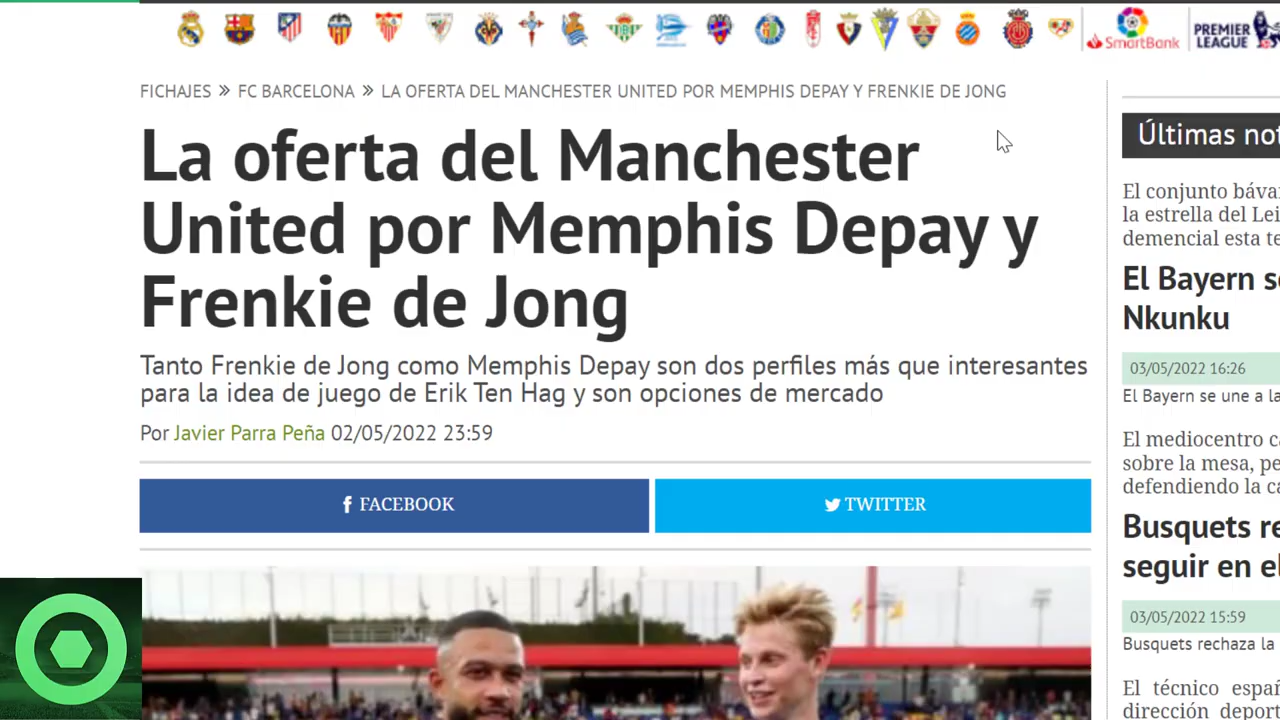 SmartBank
PREMIER
LEAGUE
FICHAJES » FC BARCELONA » LA OFERTA DEL MANCHESTER UNITED POR MEMPHIS DEPAY Y FRENKIE DE JONG
La oferta del Manchester
United por Memphis Depay y
Frenkie de Jong
Tanto Frenkie de Jong como Memphis Depay son dos perfiles más que interesantes
para la idea de juego de Erik Ten Hag y son opciones de mercado
Por Javier Parra Peña 02/05/2022 23:59
FACEBOOK
TWITTER
Últimas not
El conjunto bávar
la estrella del Lei
demencial esta te
El Bayern se
Nkunku
03/05/2022 16:26
El Bayern se une a la
El mediocentro ca
sobre la mesa, pe
defendiendo la ca
Busquets re
seguir en el
03/05/2022 15:59
Busquets rechaza la
El técnico españ
dirección deport